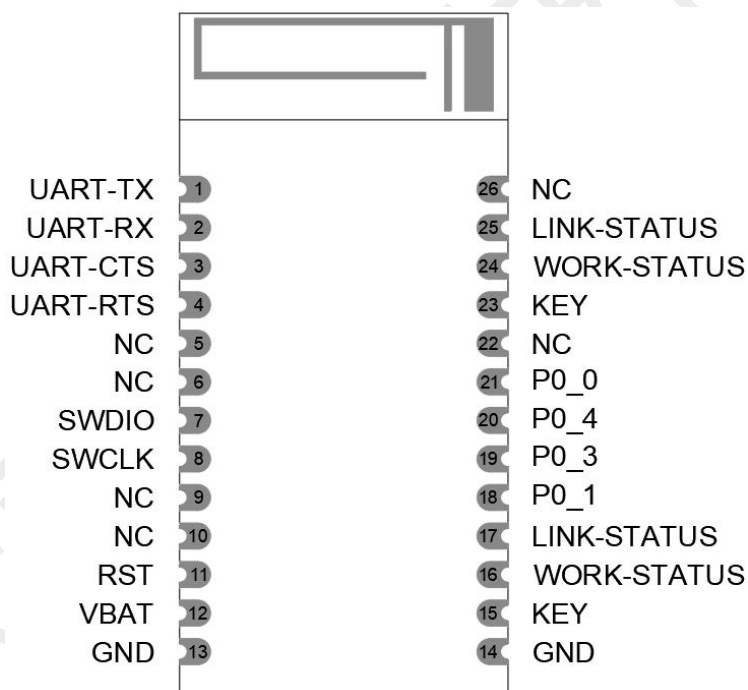 UART-TX 1 26 NC
UART-RX 2 25 LINK-STATUS
UART-CTS 3 24 WORK-STATUS
UART-RTS 4 23 KEY
NC 5 22 NC
NC 6 21 P0_0
SWDIO 7 20 P0_4
SWCLK 8 19 P0_3
NC 9 18 P0_1
NC 10 17 LINK-STATUS
RST 11 16 WORK-STATUS
VBAT 12 15 KEY
GND 13 14 GND